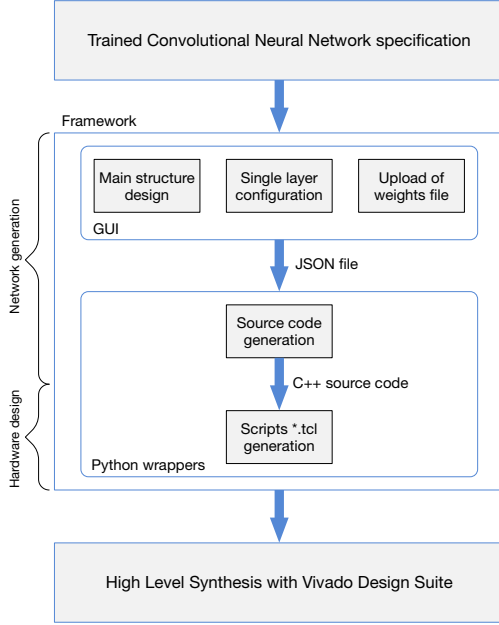 Trained Convolutional Neural Network specification
Framework
Network generation
Main structure
design
Single layer
configuration
Upload of
weights file
GUI
JSON file
Source code
generation
C++ source code
Hardware design
Scripts *.tcl
generation
Python wrappers
High Level Synthesis with Vivado Design Suite